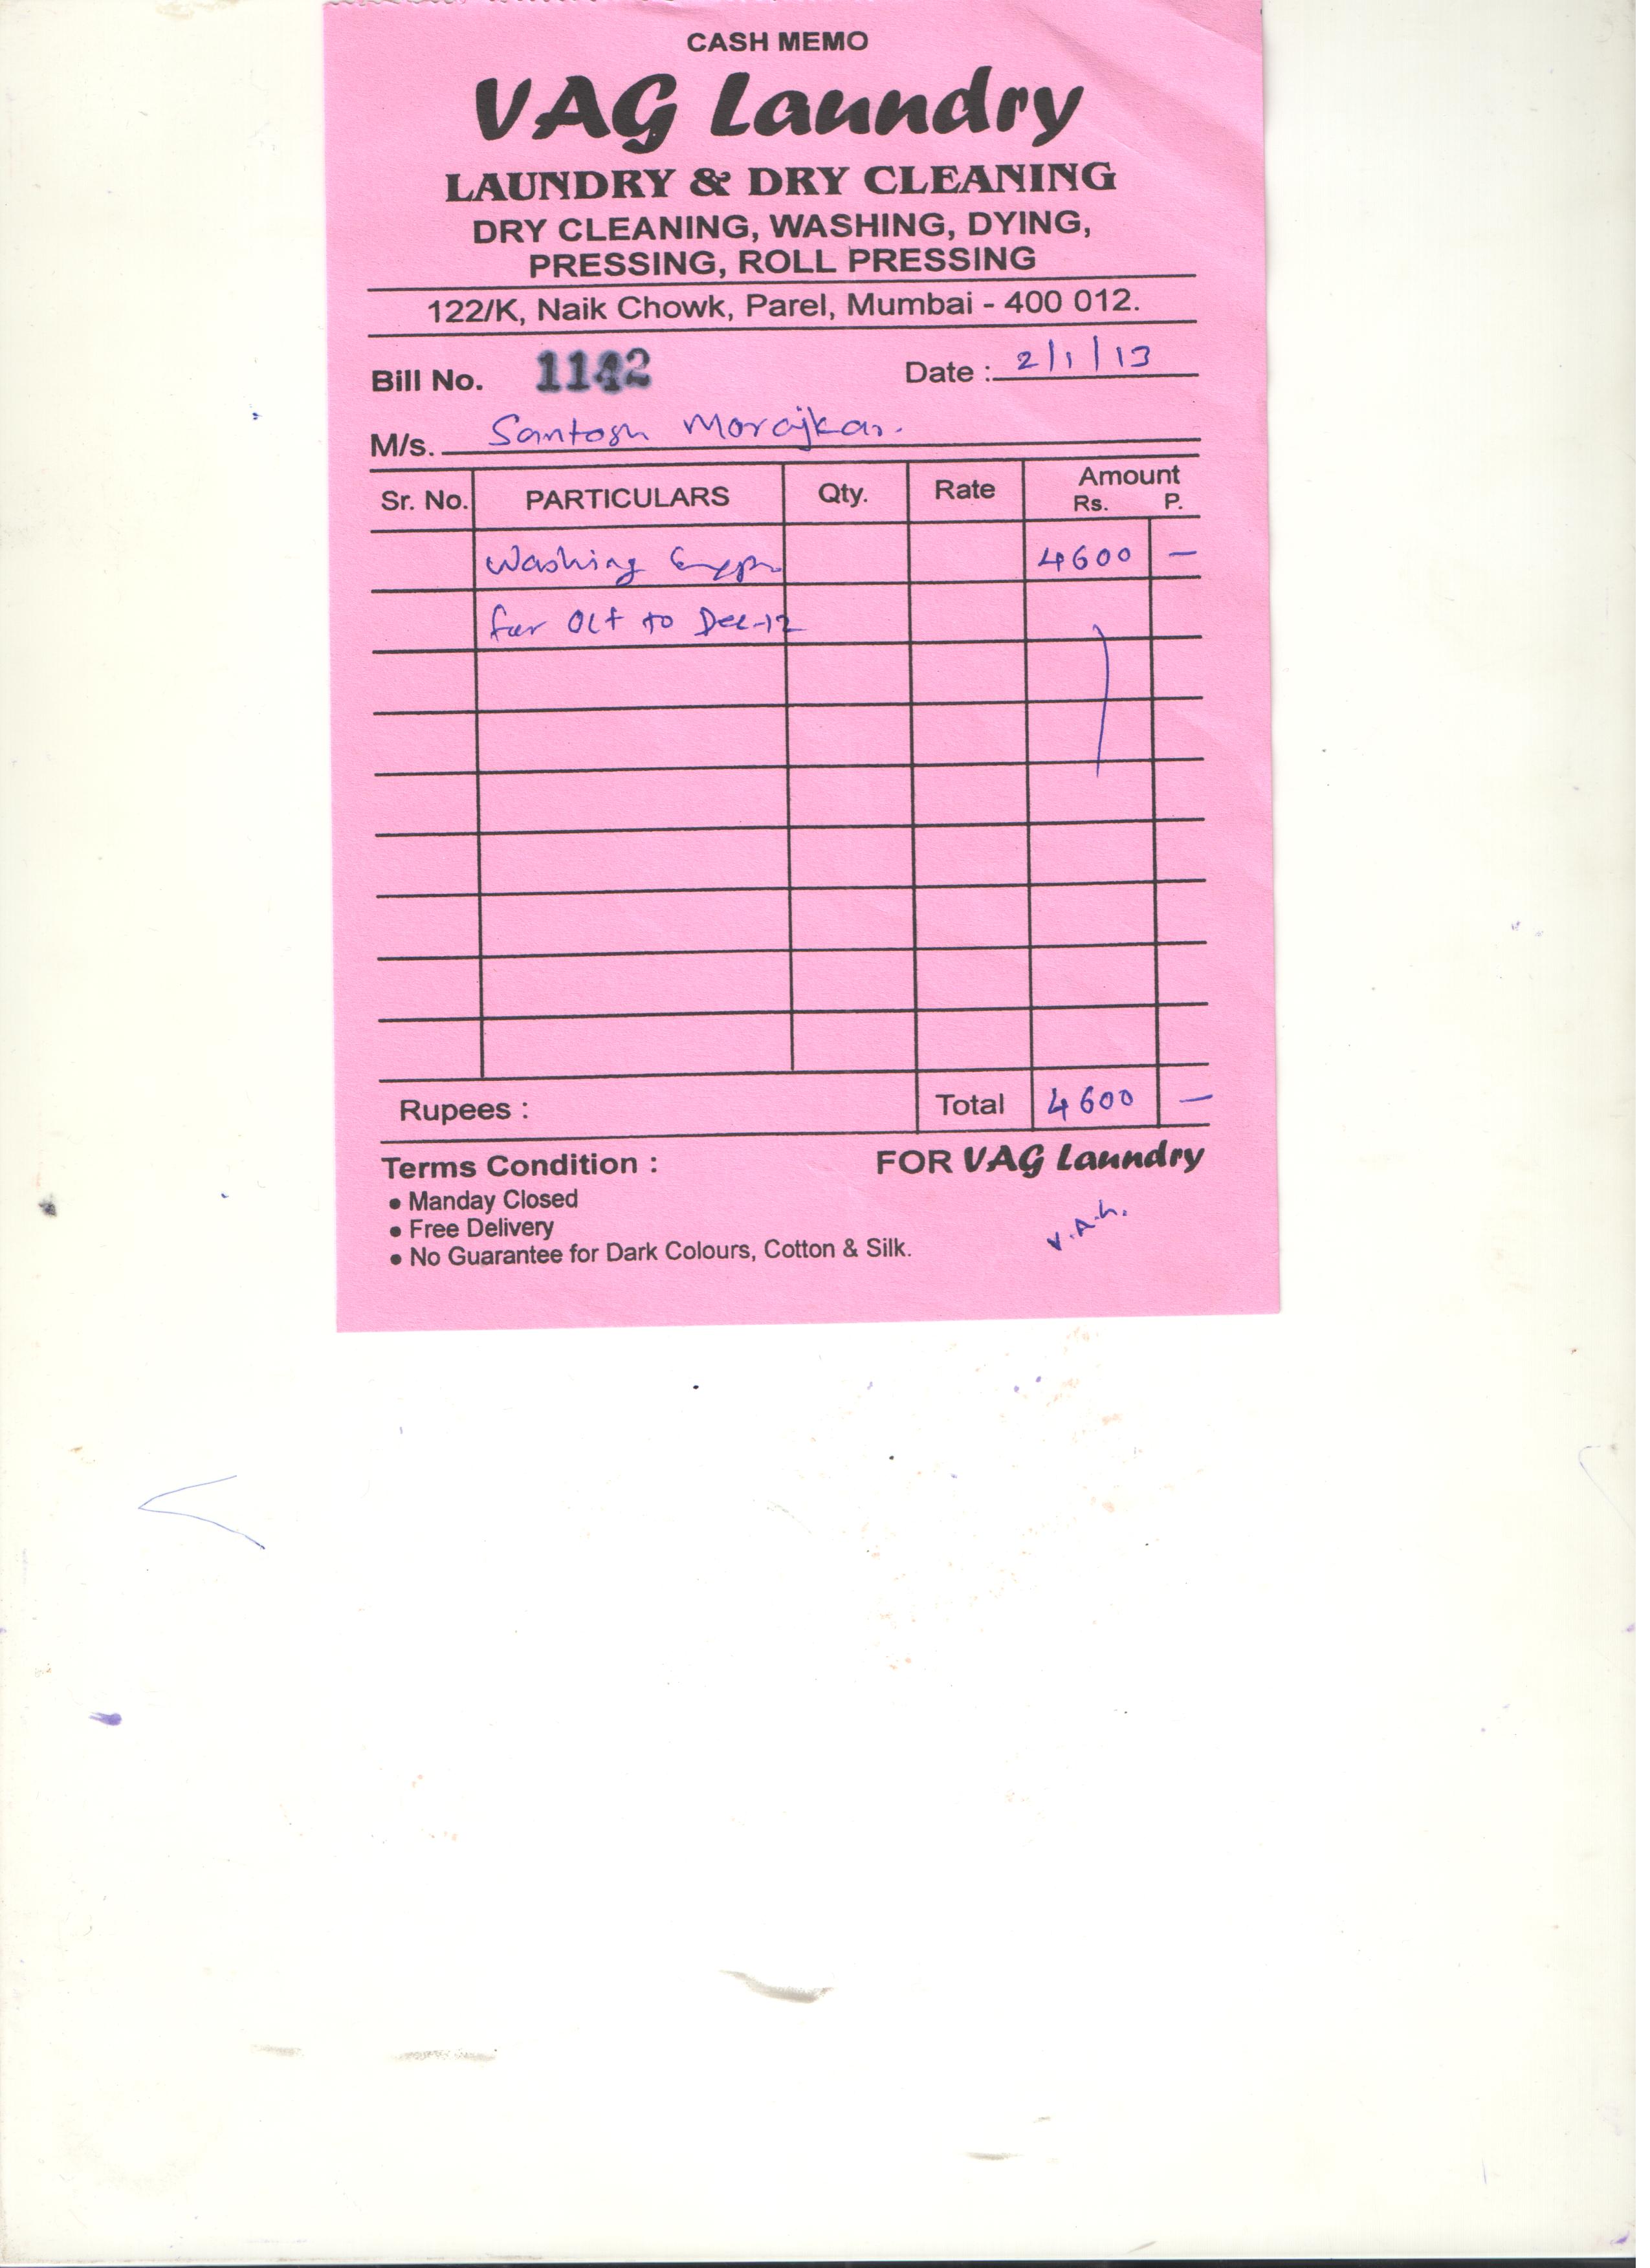 CASH MEMO
VAG Laundry
LAUNDRY & DRY CLEANING
DRY CLEANING, WASHING, DYING,
PRESSING, ROLL PRESSING
122/K, Naik Chowk, Parel, Mumbai - 400 012.
Bill No. 1142 Date : 2/1/13
M/s. Santosh Morajkar.
Sr. No. PARTICULARS Qty. Rate Amount
Rs. P.
Washing 4600 —
for Oct to Dec-12
Rupees : Total 4600 —
Terms Condition : FOR VAG Laundry
• Manday Closed
• Free Delivery
• No Guarantee for Dark Colours, Cotton & Silk.